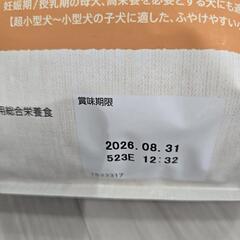 妊娠期/授乳期の母犬、高栄養を必要とする犬にも適
【超小型犬〜小型犬の子犬に適した、ふやけやすい小
用総合栄養食
賞味期限
2026.08.31
523E 12:32